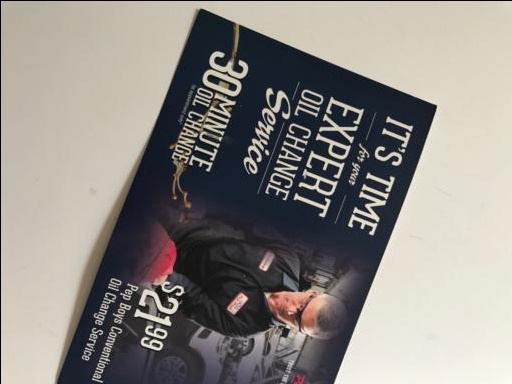 IT'S TIME
for your
EXPERT
OIL CHANGE
Service
30 MINUTE
OIL CHANGE
$21.99
Pep Boys Conventional
Oil Change Service